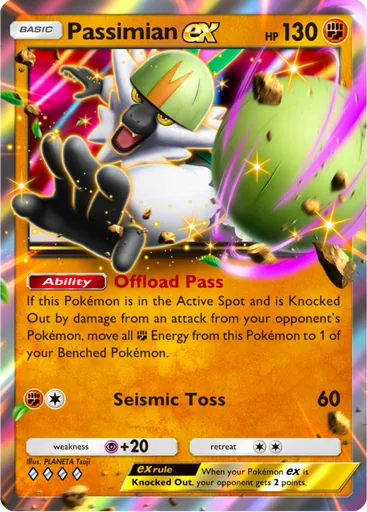 BASIC Passimian ex HP 130
Ability Offload Pass
If this Pokémon is in the Active Spot and is Knocked
Out by damage from an attack from your opponent's
Pokémon, move all Energy from this Pokémon to 1 of
your Benched Pokémon.
Seismic Toss 60
weakness +20 retreat
Illus. PLANETA Tsuji
ex rule When your Pokémon ex is
Knocked Out, your opponent gets 2 points.